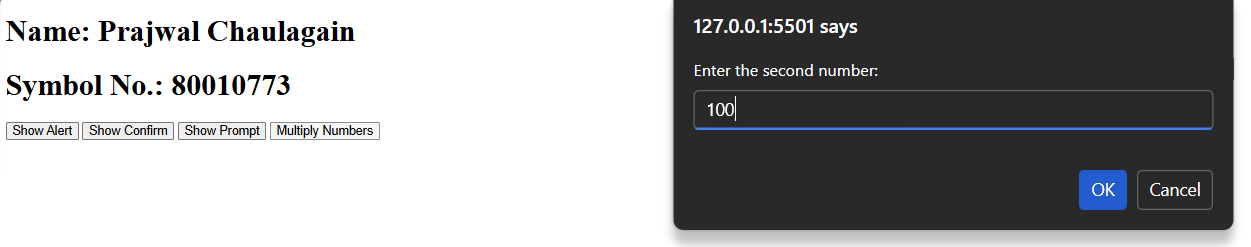 Name: Prajwal Chaulagain
Symbol No.: 80010773
Show Alert Show Confirm Show Prompt Multiply Numbers
127.0.0.1:5501 says
Enter the second number:
100
OK Cancel